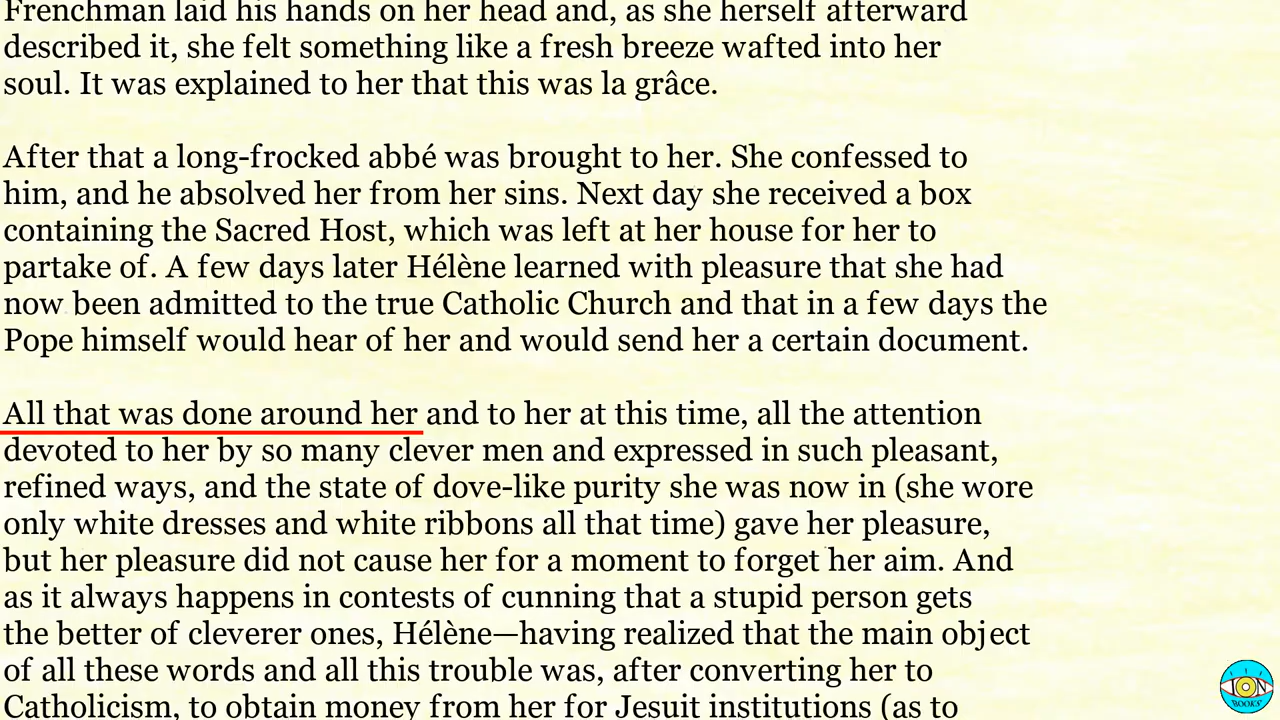 Frenchman laid his hands on her head and, as she herself afterward
described it, she felt something like a fresh breeze wafted into her
soul. It was explained to her that this was la grâce.
After that a long-frocked abbé was brought to her. She confessed to
him, and he absolved her from her sins. Next day she received a box
containing the Sacred Host, which was left at her house for her to
partake of. A few days later Hélène learned with pleasure that she had
now been admitted to the true Catholic Church and that in a few days the
Pope himself would hear of her and would send her a certain document.
All that was done around her and to her at this time, all the attention
devoted to her by so many clever men and expressed in such pleasant,
refined ways, and the state of dove-like purity she was now in (she wore
only white dresses and white ribbons all that time) gave her pleasure,
but her pleasure did not cause her for a moment to forget her aim. And
as it always happens in contests of cunning that a stupid person gets
the better of cleverer ones, Hélène—having realized that the main object
of all these words and all this trouble was, after converting her to
Catholicism, to obtain money from her for Jesuit institutions (as to
ION
BOOKS